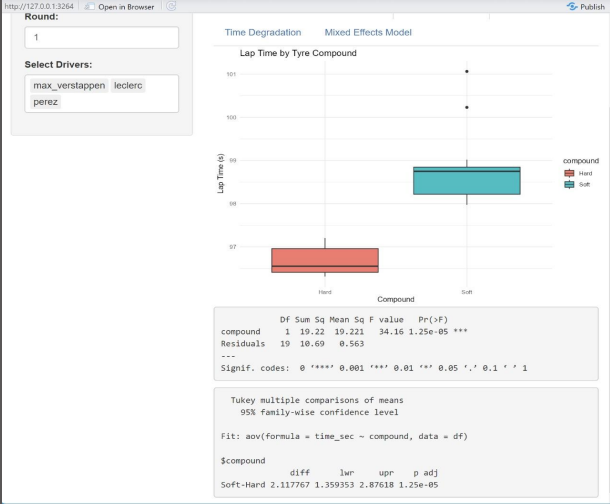 http://127.0.0.1:3264
Open in Browser
Publish
Round:
1
Select Drivers:
max_verstappen leclerc
perez
Time Degradation Mixed Effects Model
Lap Time by Tyre Compound
101
100
99
98
97
Lap Time (s)
Hard Soft
Compound
compound
Hard
Soft
Df Sum Sq Mean Sq F value Pr(>F)
compound 1 19.22 19.221 34.16 1.25e-05 ***
Residuals 19 10.69 0.563
---
Signif. codes: 0 ‘***’ 0.001 ‘**’ 0.01 ‘*’ 0.05 ‘.’ 0.1 ‘ ’ 1
Tukey multiple comparisons of means
95% family-wise confidence level
Fit: aov(formula = time_sec ~ compound, data = df)
$compound
diff lwr upr p adj
Soft-Hard 2.117767 1.359353 2.87618 1.25e-05